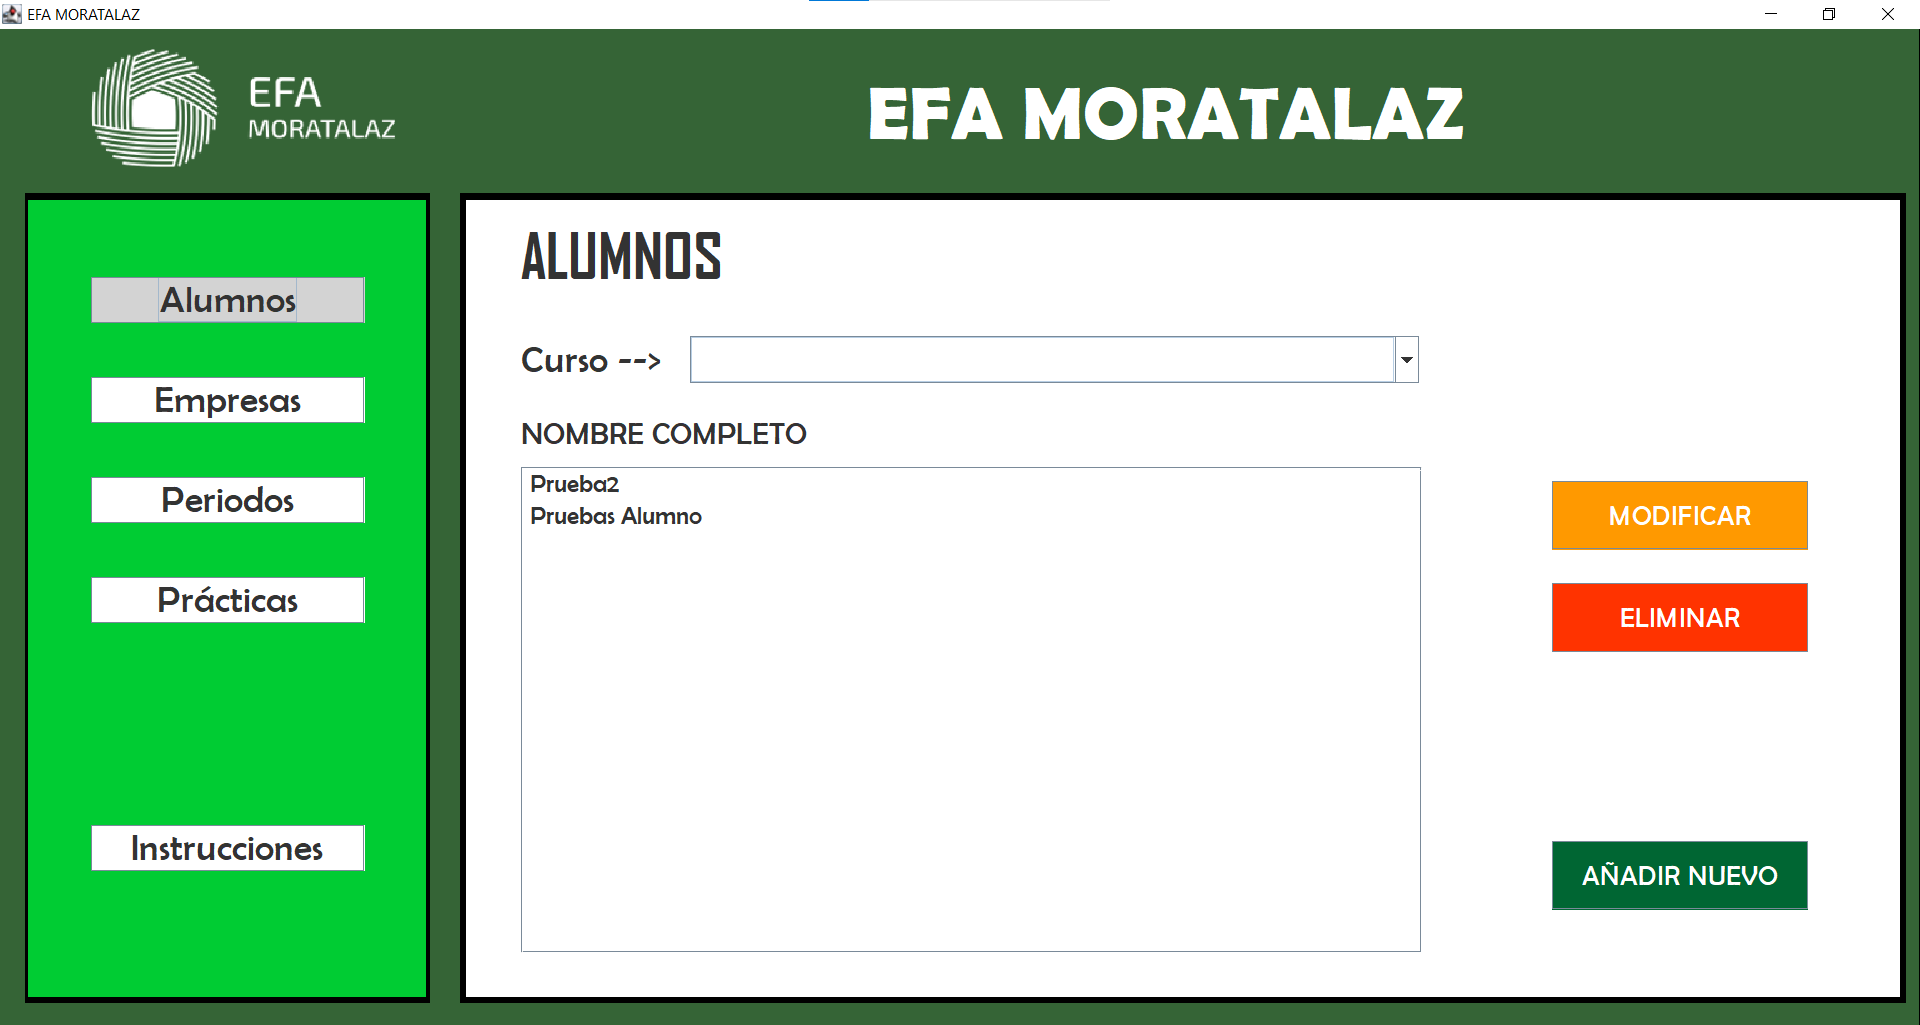 EFA MORATALAZ
EFA
MORATALAZ
EFA MORATALAZ
Alumnos
Empresas
Periodos
Prácticas
Instrucciones
ALUMNOS
Curso -->
NOMBRE COMPLETO
Prueba2
Pruebas Alumno
MODIFICAR
ELIMINAR
AÑADIR NUEVO